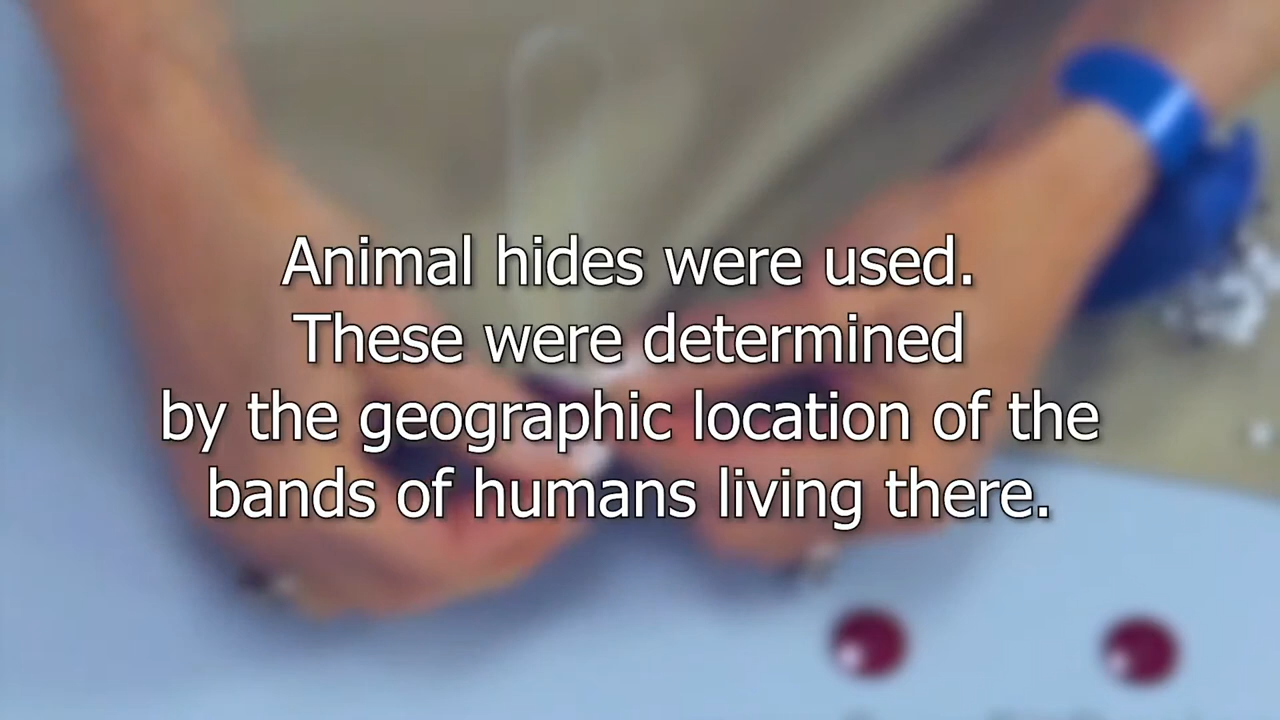 Animal hides were used.
These were determined
by the geographic location of the
bands of humans living there.